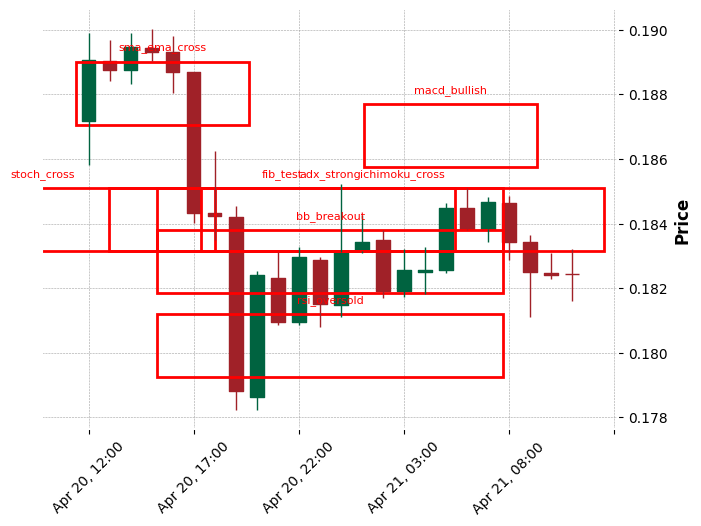 0.190
sma_ema_cross
0.188
macd_bullish
0.186
stoch_cross
fib_test
adx_strong
ichimoku_cross
bb_breakout
0.184
Price
0.182
0.180
0.178
Apr 20, 12:00
Apr 20, 17:00
Apr 20, 22:00
Apr 21, 03:00
Apr 21, 08:00